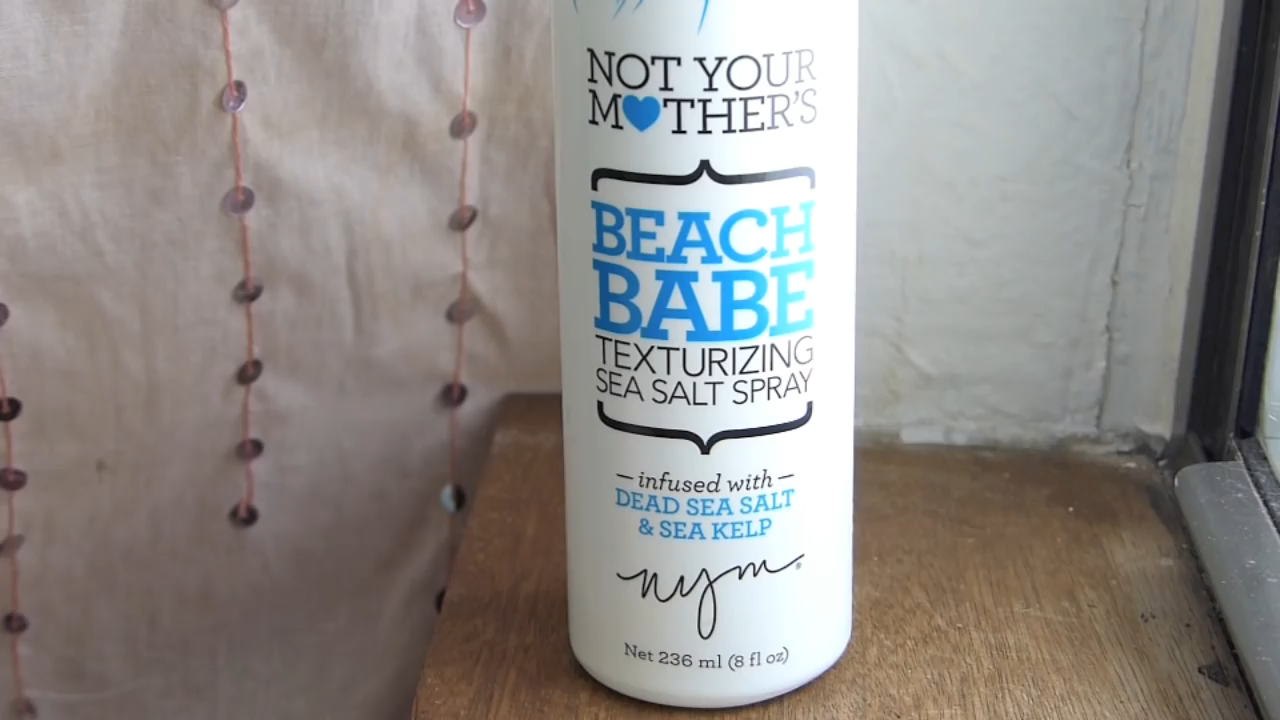 NOT YOUR
M💙THER'S
BEACH
BABE
TEXTURIZING
SEA SALT SPRAY
— infused with —
DEAD SEA SALT
& SEA KELP
nym®
Net 236 ml (8 fl oz)